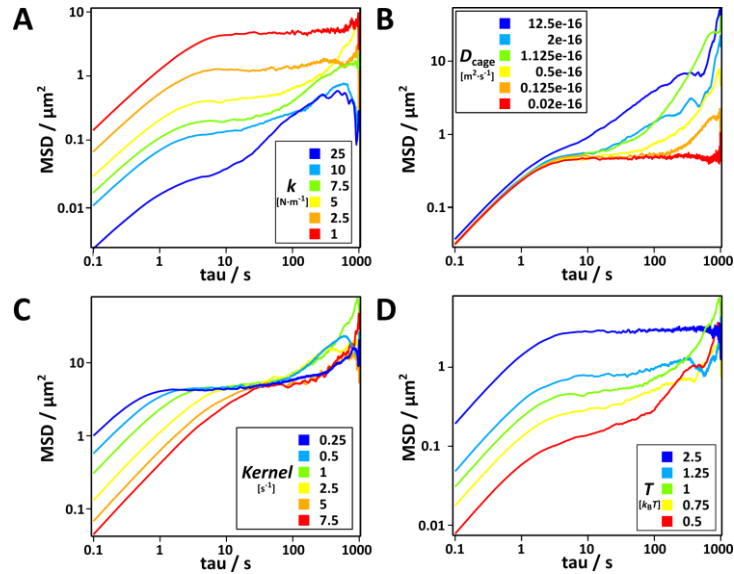 A
MSD / µm²
10
1
0.1
0.01
k
[N·m⁻¹]
25
10
7.5
5
2.5
1
0.1 1 10 100 1000
tau / s
B
MSD / µm²
10
1
0.1
D_cage
[m²·s⁻¹]
12.5e-16
2e-16
1.125e-16
0.5e-16
0.125e-16
0.02e-16
0.1 1 10 100 1000
tau / s
C
MSD / µm²
10
1
0.1
Kernel
[s⁻¹]
0.25
0.5
1
2.5
5
7.5
0.1 1 10 100 1000
tau / s
D
MSD / µm²
1
0.1
0.01
T
[k_BT]
2.5
1.25
1
0.75
0.5
0.1 1 10 100 1000
tau / s